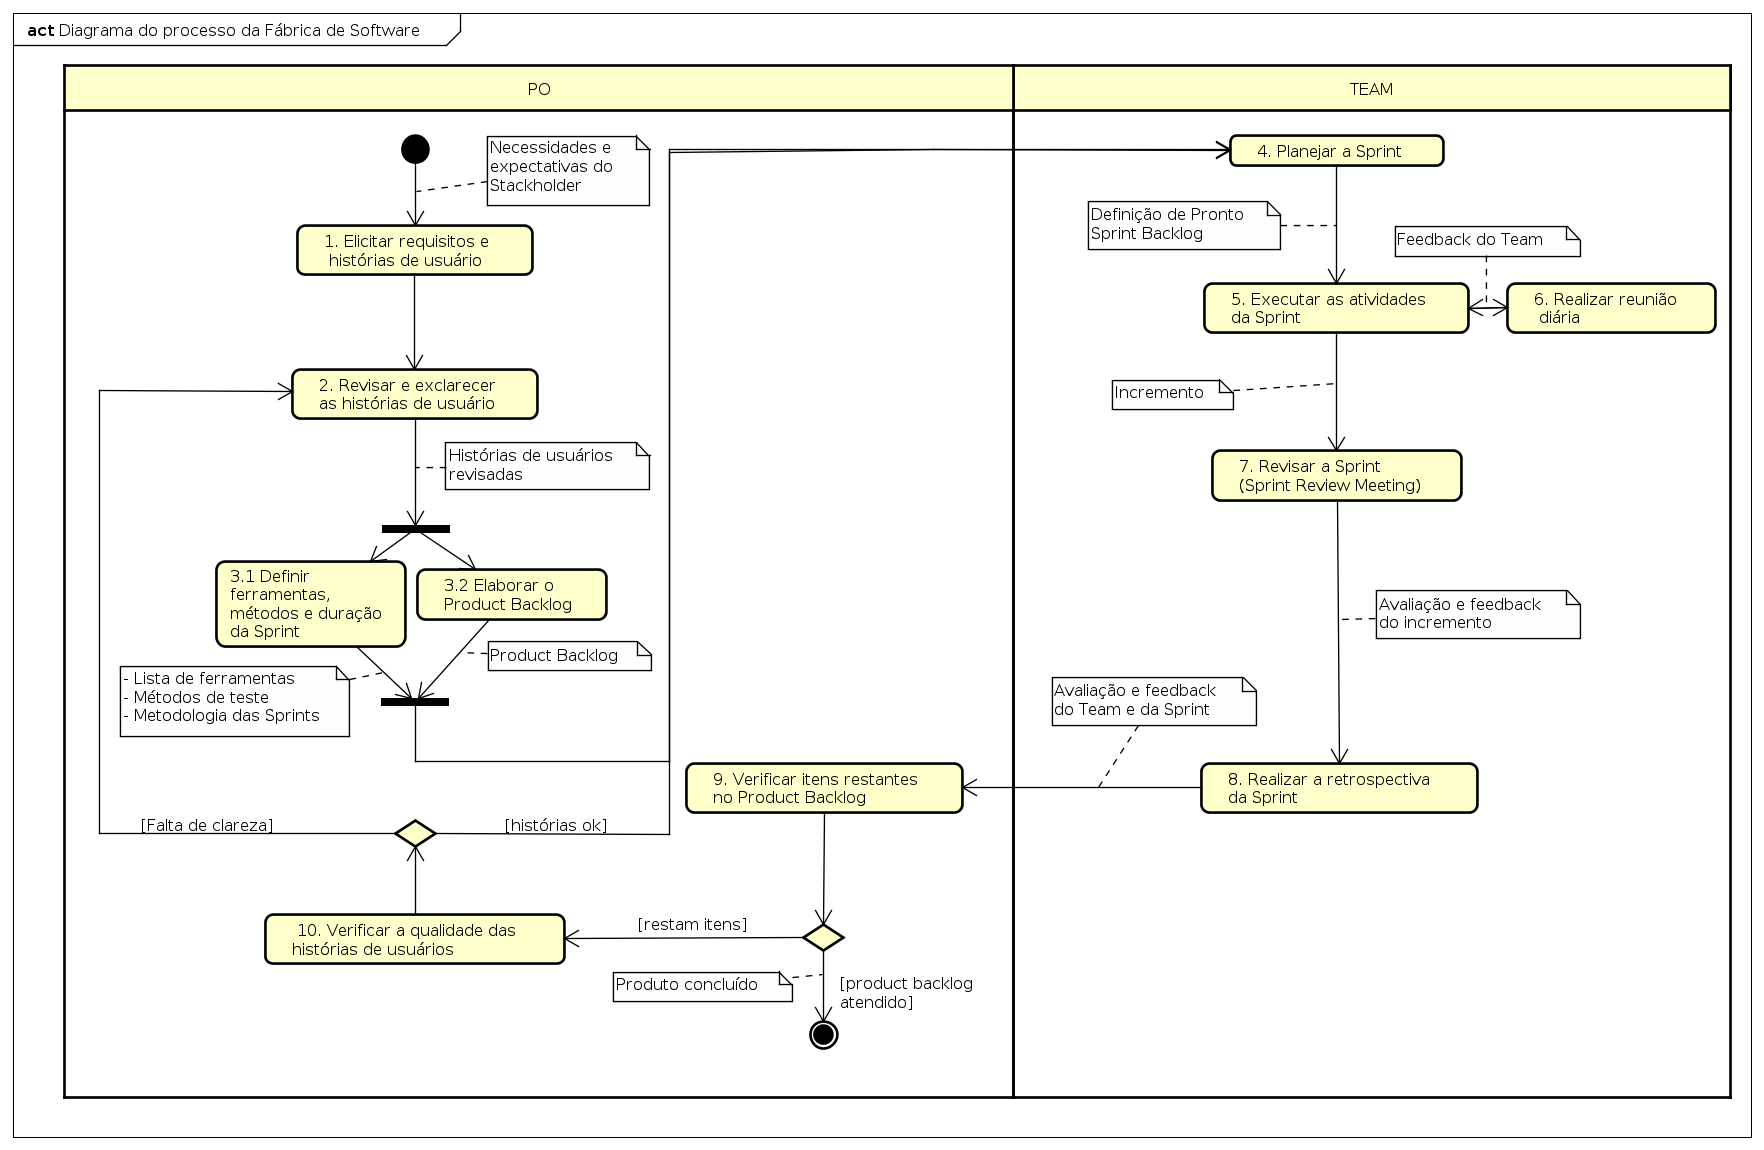 act Diagrama do processo da Fábrica de Software
PO
TEAM
Necessidades e
expectativas do
Stackholder
1. Elicitar requisitos e
histórias de usuário
2. Revisar e exclarecer
as histórias de usuário
Histórias de usuários
revisadas
3.1 Definir
ferramentas,
métodos e duração
da Sprint
3.2 Elaborar o
Product Backlog
Product Backlog
- Lista de ferramentas
- Métodos de teste
- Metodologia das Sprints
4. Planejar a Sprint
Definição de Pronto
Sprint Backlog
Feedback do Team
5. Executar as atividades
da Sprint
6. Realizar reunião
diária
Incremento
7. Revisar a Sprint
(Sprint Review Meeting)
Avaliação e feedback
do incremento
Avaliação e feedback
do Team e da Sprint
8. Realizar a retrospectiva
da Sprint
9. Verificar itens restantes
no Product Backlog
[Falta de clareza]
[histórias ok]
10. Verificar a qualidade das
histórias de usuários
[restam itens]
Produto concluído
[product backlog
atendido]